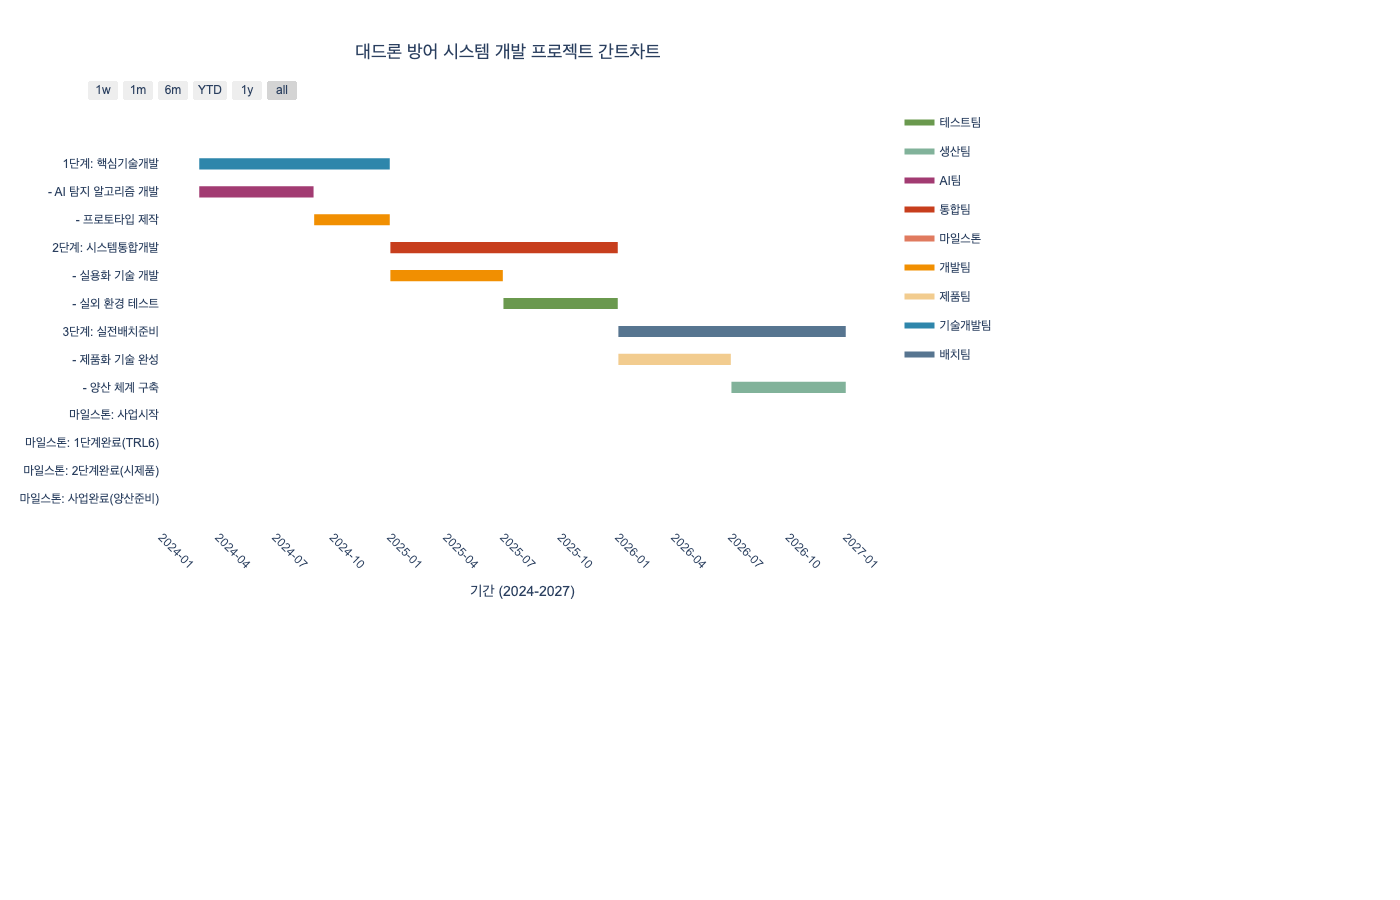 대드론 방어 시스템 개발 프로젝트 간트차트
1w 1m 6m YTD 1y all
테스트팀
생산팀
AI팀
통합팀
마일스톤
개발팀
제품팀
기술개발팀
배치팀
1단계: 핵심기술개발
- AI 탐지 알고리즘 개발
- 프로토타입 제작
2단계: 시스템통합개발
- 실용화 기술 개발
- 실외 환경 테스트
3단계: 실전배치준비
- 제품화 기술 완성
- 양산 체계 구축
마일스톤: 사업시작
마일스톤: 1단계완료(TRL6)
마일스톤: 2단계완료(시제품)
마일스톤: 사업완료(양산준비)
2024-01 2024-04 2024-07 2024-10 2025-01 2025-04 2025-07 2025-10 2026-01 2026-04 2026-07 2026-10 2027-01
기간 (2024-2027)